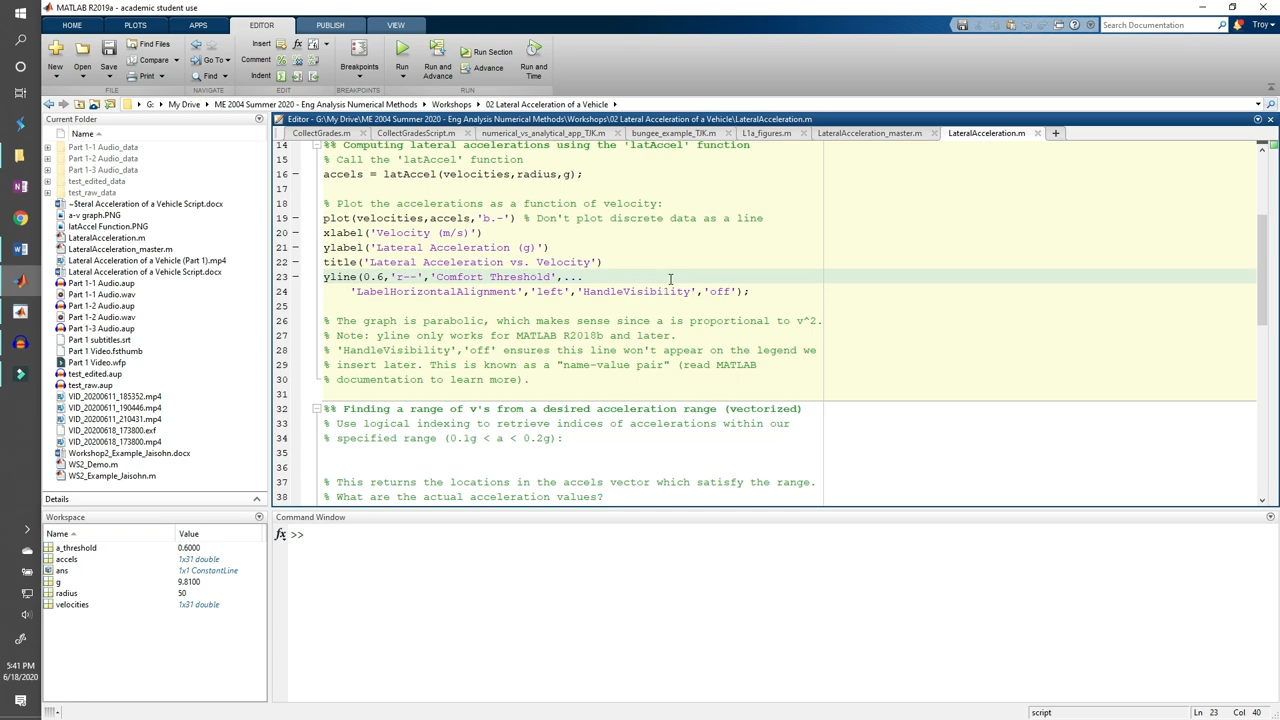 MATLAB R2019a - academic student use
HOME PLOTS APPS EDITOR PUBLISH VIEW Search Documentation Troy
New Open Save Find Files Compare Print
Go To Find
Insert fx
Comment
Indent
Breakpoints Run Run and Advance Run Section Advance Run and Time
FILE NAVIGATE EDIT BREAKPOINTS RUN
G: My Drive ME 2004 Summer 2020 - Eng Analysis Numerical Methods Workshops 02 Lateral Acceleration of a Vehicle
Current Folder
Name
Part 1-1 Audio_data
Part 1-2 Audio_data
Part 1-3 Audio_data
test_edited_data
test_raw_data
~$teral Acceleration of a Vehicle Script.docx
a-v graph.PNG
latAccel Function.PNG
LateralAcceleration.m
LateralAcceleration_master.m
Lateral Acceleration of a Vehicle (Part 1).mp4
Lateral Acceleration of a Vehicle Script.docx
Part 1-1 Audio.aup
Part 1-1 Audio.wav
Part 1-2 Audio.aup
Part 1-2 Audio.wav
Part 1-3 Audio.aup
Part 1 subtitles.srt
Part 1 Video.fsthumb
Part 1 Video.wfp
test_edited.aup
test_raw.aup
VID_20200611_185352.mp4
VID_20200611_190446.mp4
VID_20200611_210431.mp4
VID_20200618_173800.exf
VID_20200618_173800.mp4
Workshop2_Example_Jaisohn.docx
WS2_Demo.m
WS2_Example_Jaisohn.m
Details
Workspace
Name Value
a_threshold 0.6000
accels 1x31 double
ans 1x1 ConstantLine
g 9.8100
radius 50
velocities 1x31 double
Editor - G:\My Drive\ME 2004 Summer 2020 - Eng Analysis Numerical Methods\Workshops\02 Lateral Acceleration of a Vehicle\LateralAcceleration.m
CollectGrades.m CollectGradesScript.m numerical_vs_analytical_app_TJK.m bungee_example_TJK.m L1a_figures.m LateralAcceleration_master.m LateralAcceleration.m
14 %% Computing lateral accelerations using the 'latAccel' function
15 % Call the 'latAccel' function
16 accels = latAccel(velocities,radius,g);
17
18 % Plot the accelerations as a function of velocity:
19 plot(velocities,accels,'b.-') % Don't plot discrete data as a line
20 xlabel('Velocity (m/s)')
21 ylabel('Lateral Acceleration (g)')
22 title('Lateral Acceleration vs. Velocity')
23 yline(0.6,'r--','Comfort Threshold',...
24 'LabelHorizontalAlignment','left','HandleVisibility','off');
25
26 % The graph is parabolic, which makes sense since a is proportional to v^2.
27 % Note: yline only works for MATLAB R2018b and later.
28 % 'HandleVisibility','off' ensures this line won't appear on the legend we
29 % insert later. This is known as a "name-value pair" (read MATLAB
30 % documentation to learn more).
31
32 %% Finding a range of v's from a desired acceleration range (vectorized)
33 % Use logical indexing to retrieve indices of accelerations within our
34 % specified range (0.1g < a < 0.2g):
35
36
37 % This returns the locations in the accels vector which satisfy the range.
38 % What are the actual acceleration values?
Command Window
fx >>
5:41 PM
6/18/2020
script Ln 23 Col 40